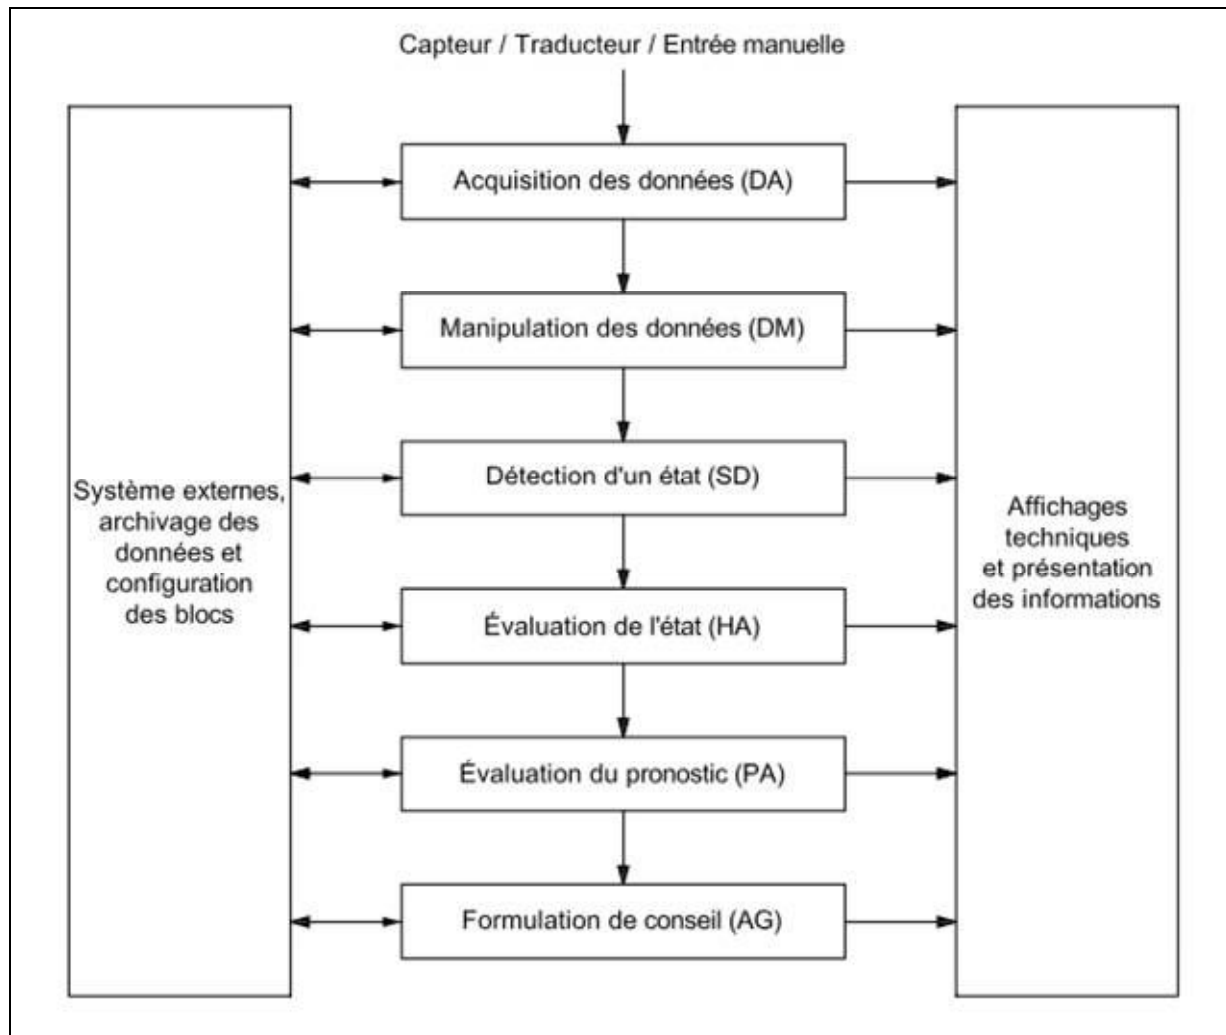 Capteur / Traducteur / Entrée manuelle
Acquisition des données (DA)
Manipulation des données (DM)
Détection d'un état (SD)
Évaluation de l'état (HA)
Évaluation du pronostic (PA)
Formulation de conseil (AG)
Système externes,
archivage des
données et
configuration
des blocs
Affichages
techniques
et présentation
des informations